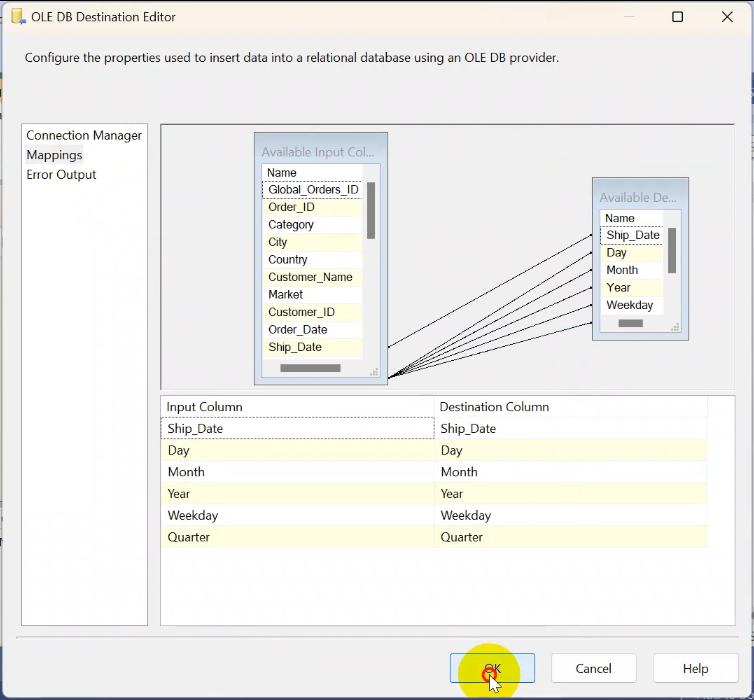 OLE DB Destination Editor
Configure the properties used to insert data into a relational database using an OLE DB provider.
Connection Manager
Mappings
Error Output
Available Input Col...
Name
Global_Orders_ID
Order_ID
Category
City
Country
Customer_Name
Market
Customer_ID
Order_Date
Ship_Date
Available De...
Name
Ship_Date
Day
Month
Year
Weekday
Input Column Destination Column
Ship_Date Ship_Date
Day Day
Month Month
Year Year
Weekday Weekday
Quarter Quarter
OK Cancel Help